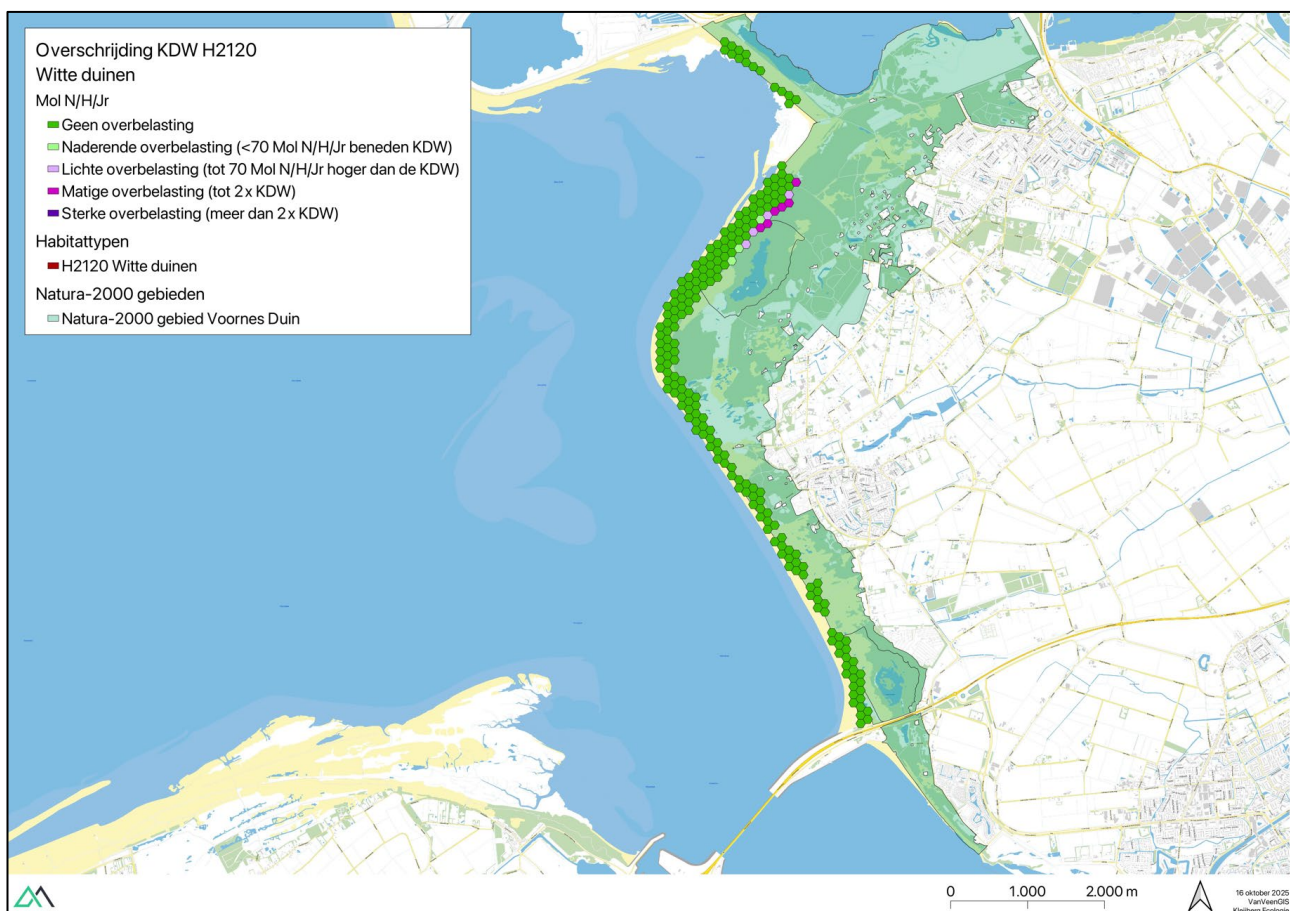 Overschrijding KDW H2120
Witte duinen
Mol N/H/Jr
Geen overbelasting
Naderende overbelasting (<70 Mol N/H/Jr beneden KDW)
Lichte overbelasting (tot 70 Mol N/H/Jr hoger dan de KDW)
Matige overbelasting (tot 2 x KDW)
Sterke overbelasting (meer dan 2 x KDW)
Habitattypen
H2120 Witte duinen
Natura-2000 gebieden
Natura-2000 gebied Voornes Duin
0 1.000 2.000 m
16 oktober 2025
VanVeenGIS
Kleijberg Ecologie